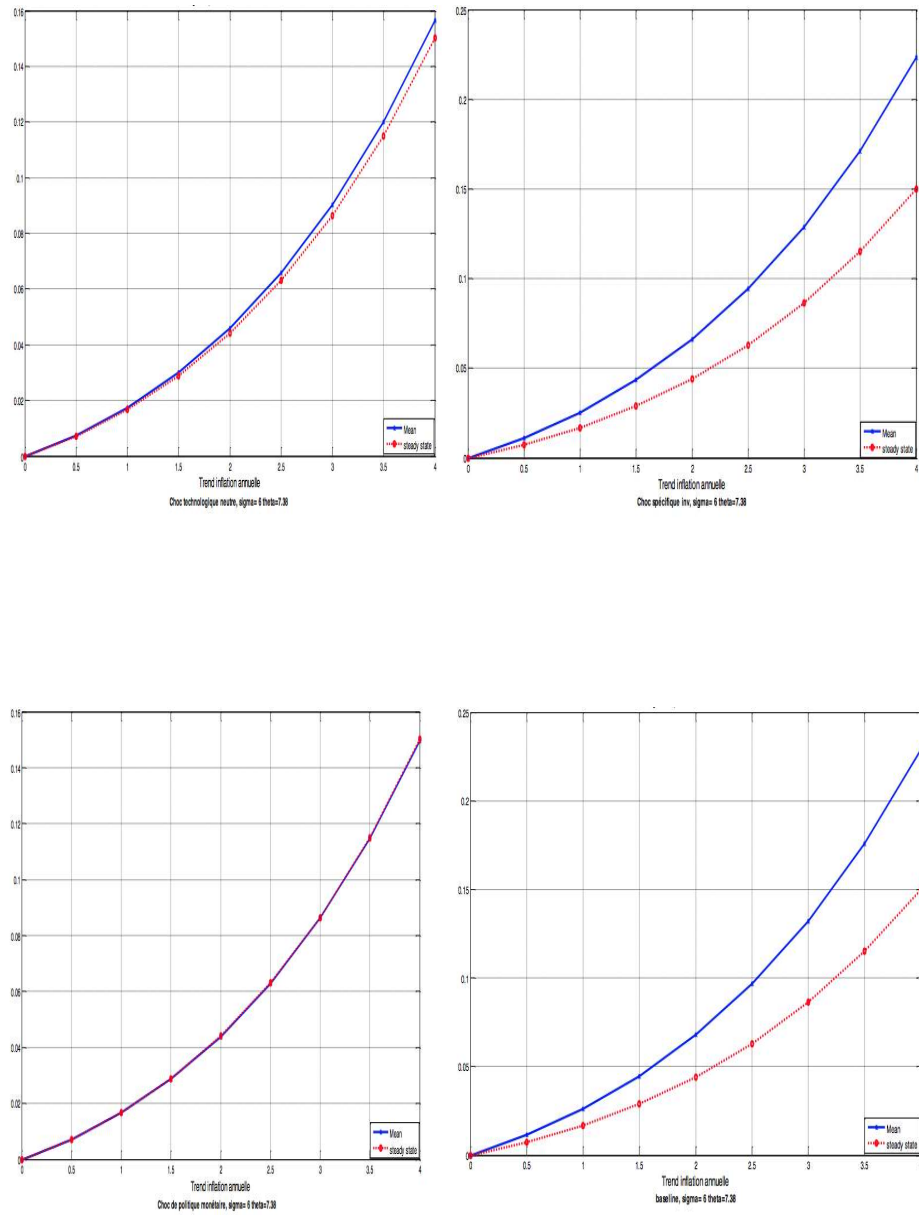 0.16
0.14
0.12
0.1
0.08
0.06
0.04
0.02
0
0 0.5 1 1.5 2 2.5 3 3.5 4
Mean
steady state
Trend inflation annuelle
Choc technologique neutre, sigma= 6 theta=7.38
0.25
0.2
0.15
0.1
0.05
0
0 0.5 1 1.5 2 2.5 3 3.5 4
Mean
steady state
Trend inflation annuelle
Choc spécifique inv, sigma= 6 theta=7.38
0.16
0.14
0.12
0.1
0.08
0.06
0.04
0.02
0
0 0.5 1 1.5 2 2.5 3 3.5 4
Mean
steady state
Trend inflation annuelle
Choc de politique monétaire, sigma= 6 theta=7.38
0.25
0.2
0.15
0.1
0.05
0
0 0.5 1 1.5 2 2.5 3 3.5 4
Mean
steady state
Trend inflation annuelle
baseline, sigma= 6 theta=7.38